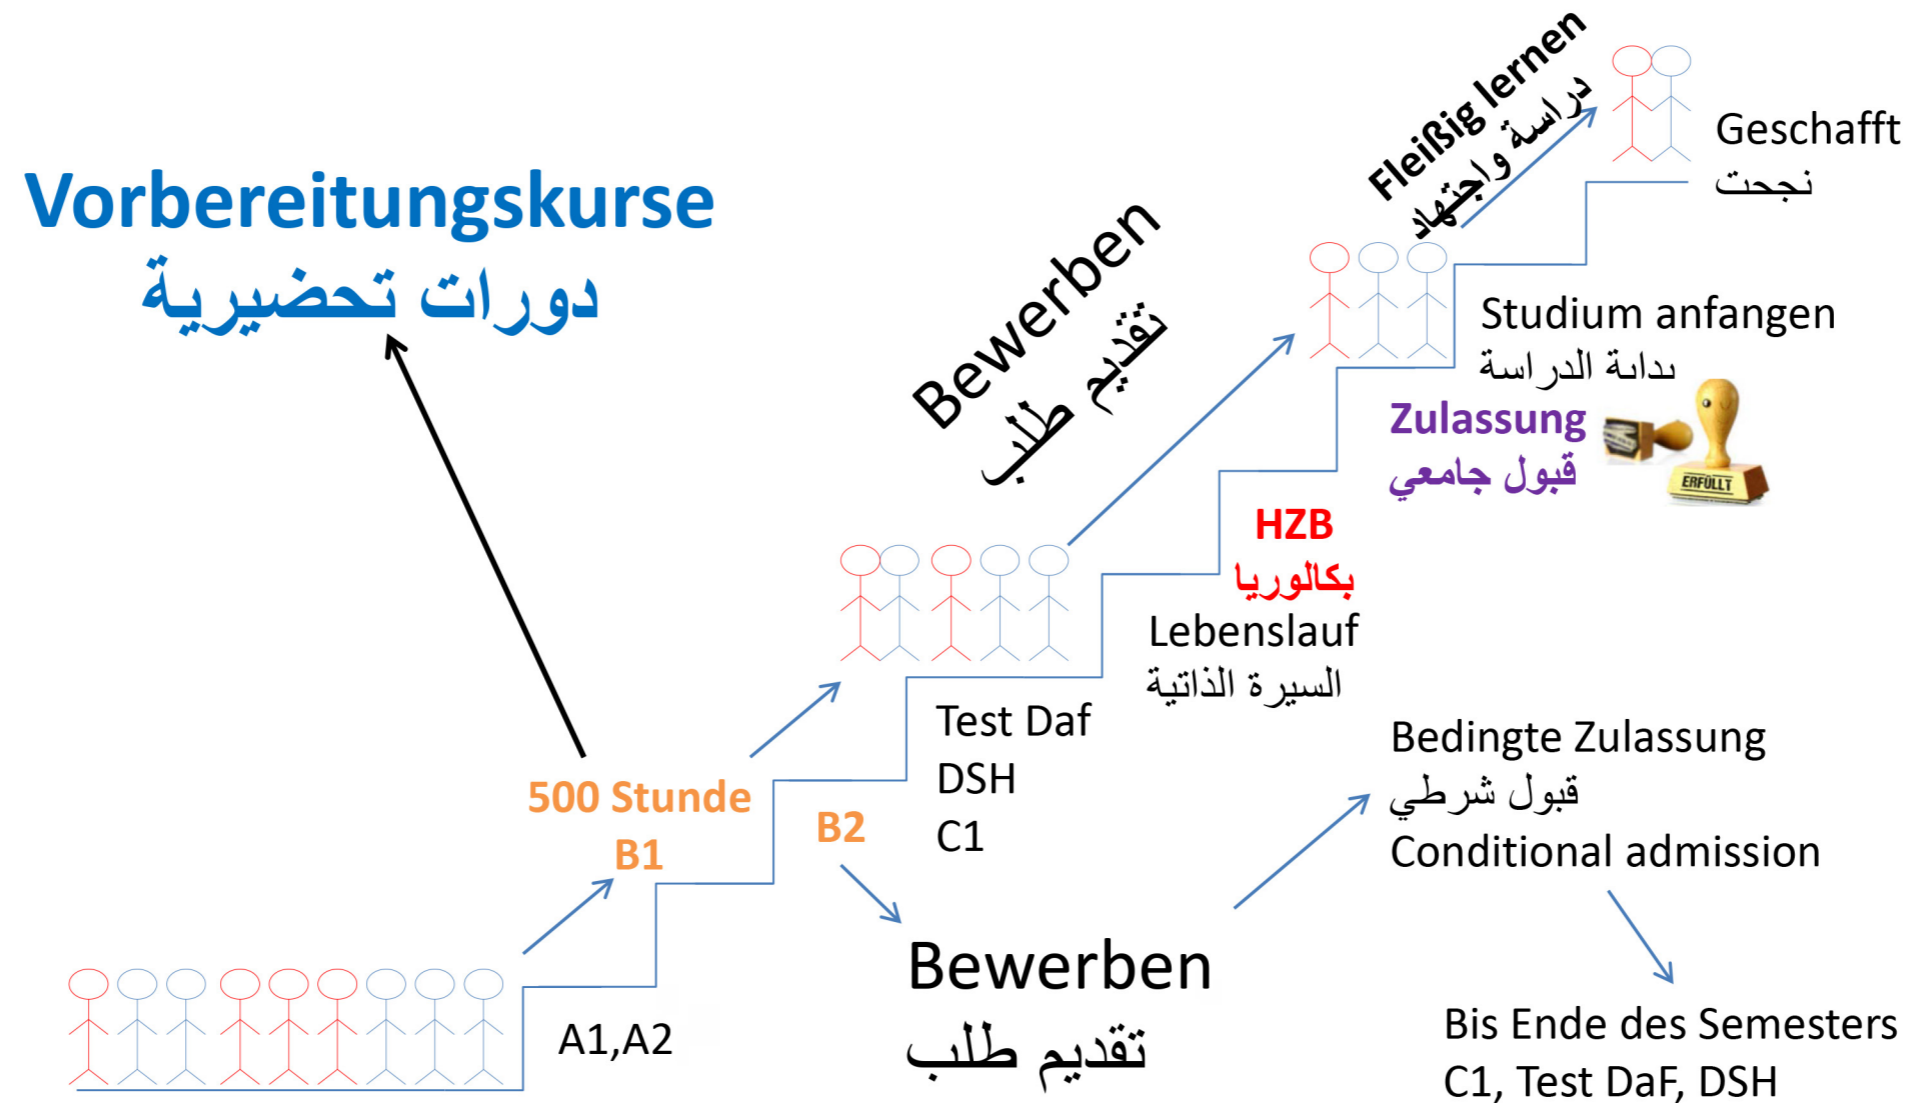 Fleißig lernen
دراسة واجتهاد
Geschafft
نجحت
Vorbereitungskurse
دورات تحضيرية
Bewerben
تقديم طلب
Studium anfangen
بداية الدراسة
Zulassung
قبول جامعي
ERFÜLLT
HZB
بكالوريا
Lebenslauf
السيرة الذاتية
Test Daf
DSH
C1
500 Stunde
B1
B2
Bedingte Zulassung
قبول شرطي
Conditional admission
Bewerben
تقديم طلب
A1,A2
Bis Ende des Semesters
C1, Test DaF, DSH